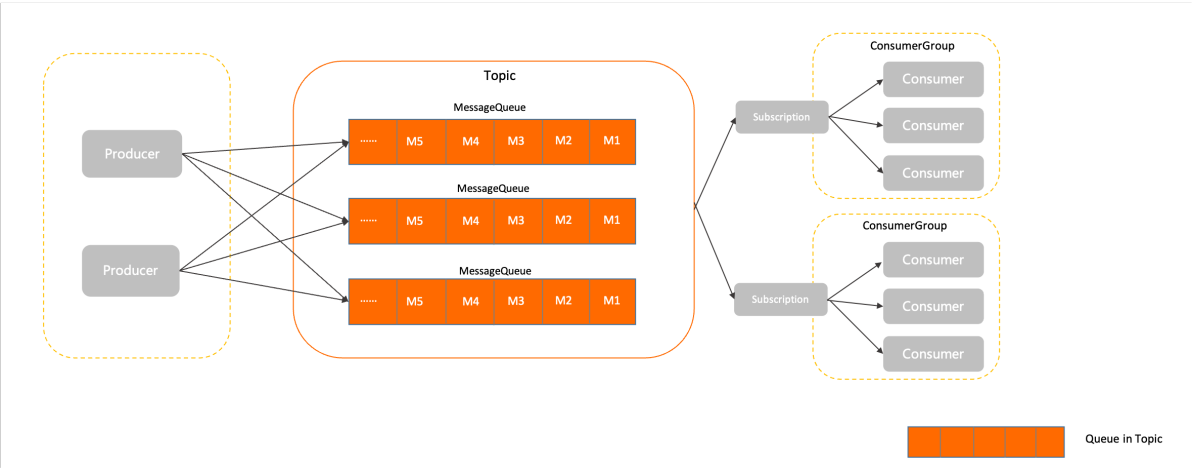 Topic
MessageQueue
...... M5 M4 M3 M2 M1
MessageQueue
...... M5 M4 M3 M2 M1
MessageQueue
...... M5 M4 M3 M2 M1
Producer
Producer
Subscription
ConsumerGroup
Consumer
Consumer
Consumer
Subscription
ConsumerGroup
Consumer
Consumer
Consumer
Queue in Topic